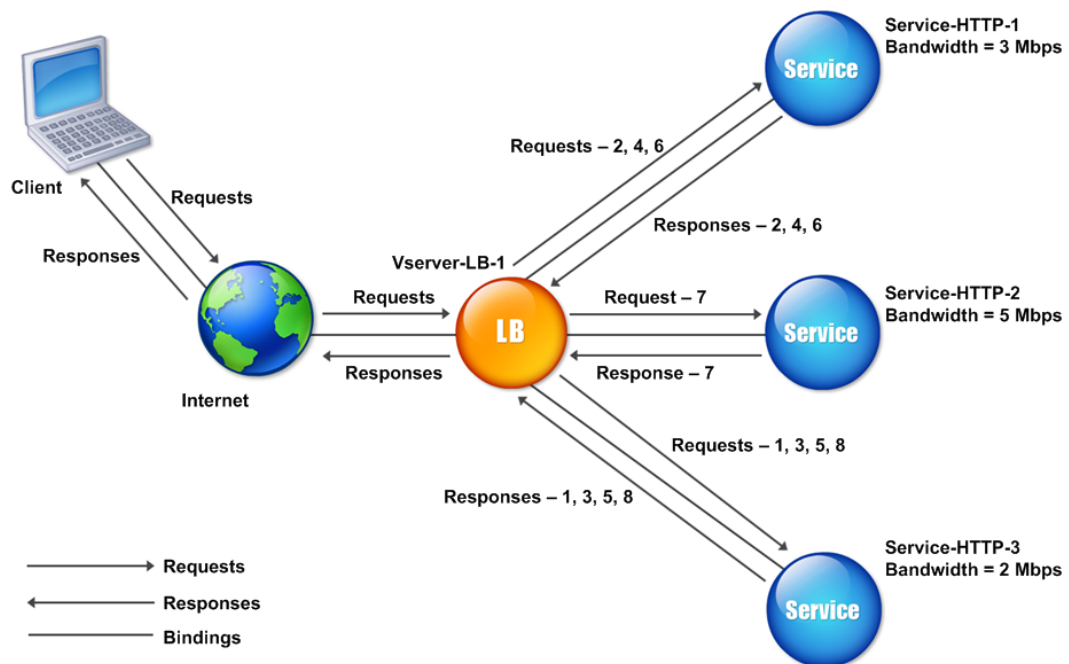 Service-HTTP-1
Bandwidth = 3 Mbps
Service
Requests – 2, 4, 6
Client
Requests
Responses – 2, 4, 6
Responses
Vserver-LB-1
Service-HTTP-2
Bandwidth = 5 Mbps
Requests
Request – 7
LB
Service
Responses
Response – 7
Internet
Requests – 1, 3, 5, 8
Responses – 1, 3, 5, 8
Service-HTTP-3
Bandwidth = 2 Mbps
Service
Requests
Responses
Bindings